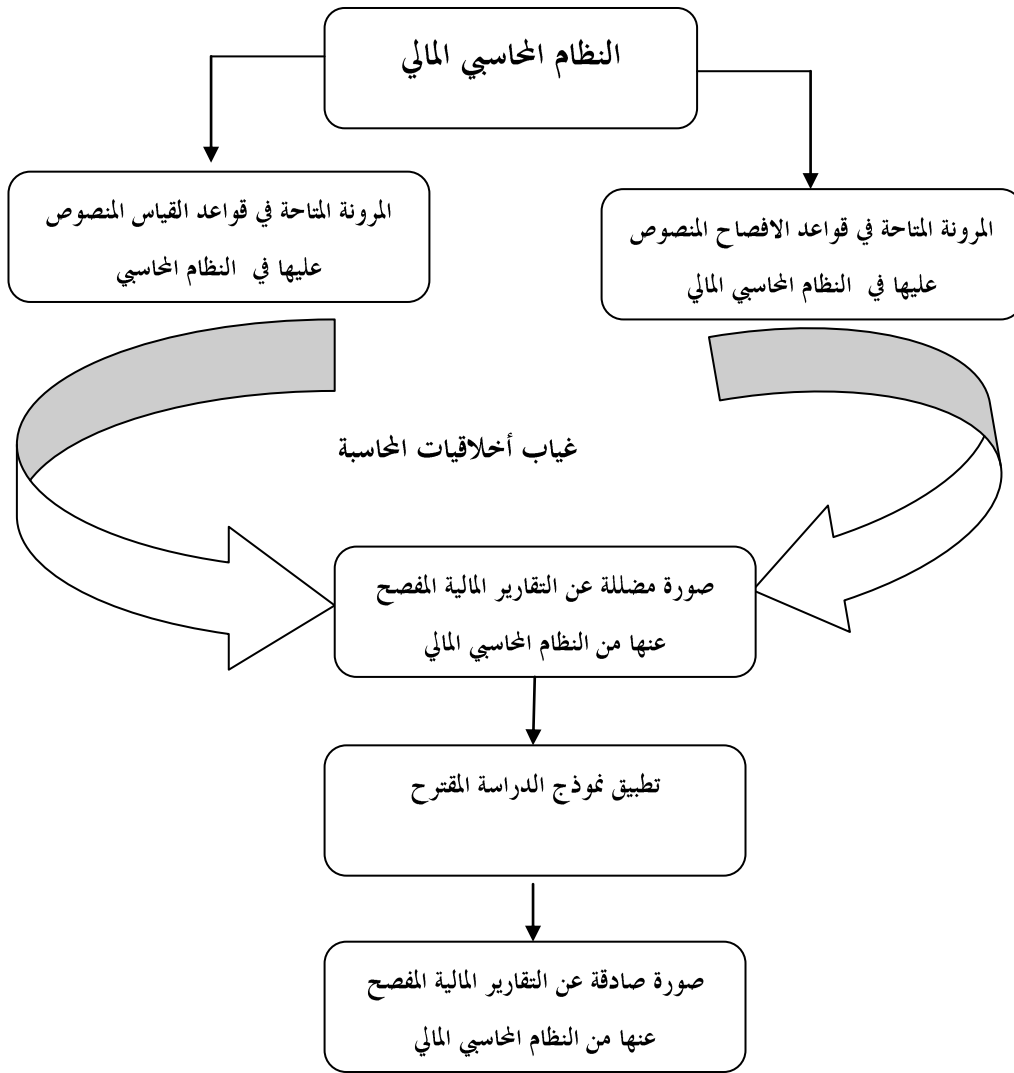 النظام المحاسبي المالي
المرونة المتاحة في قواعد الافصاح المنصوص
عليها في النظام المحاسبي المالي
المرونة المتاحة في قواعد القياس المنصوص
عليها في النظام المحاسبي
غياب أخلاقيات المحاسبة
صورة مضللة عن التقارير المالية المفصح
عنها من النظام المحاسبي المالي
تطبيق نموذج الدراسة المقترح
صورة صادقة عن التقارير المالية المفصح
عنها من النظام المحاسبي المالي